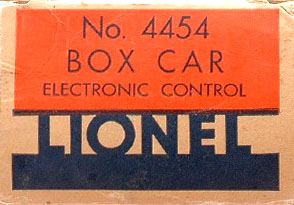 No. 4454
BOX CAR
ELECTRONIC CONTROL
LIONEL